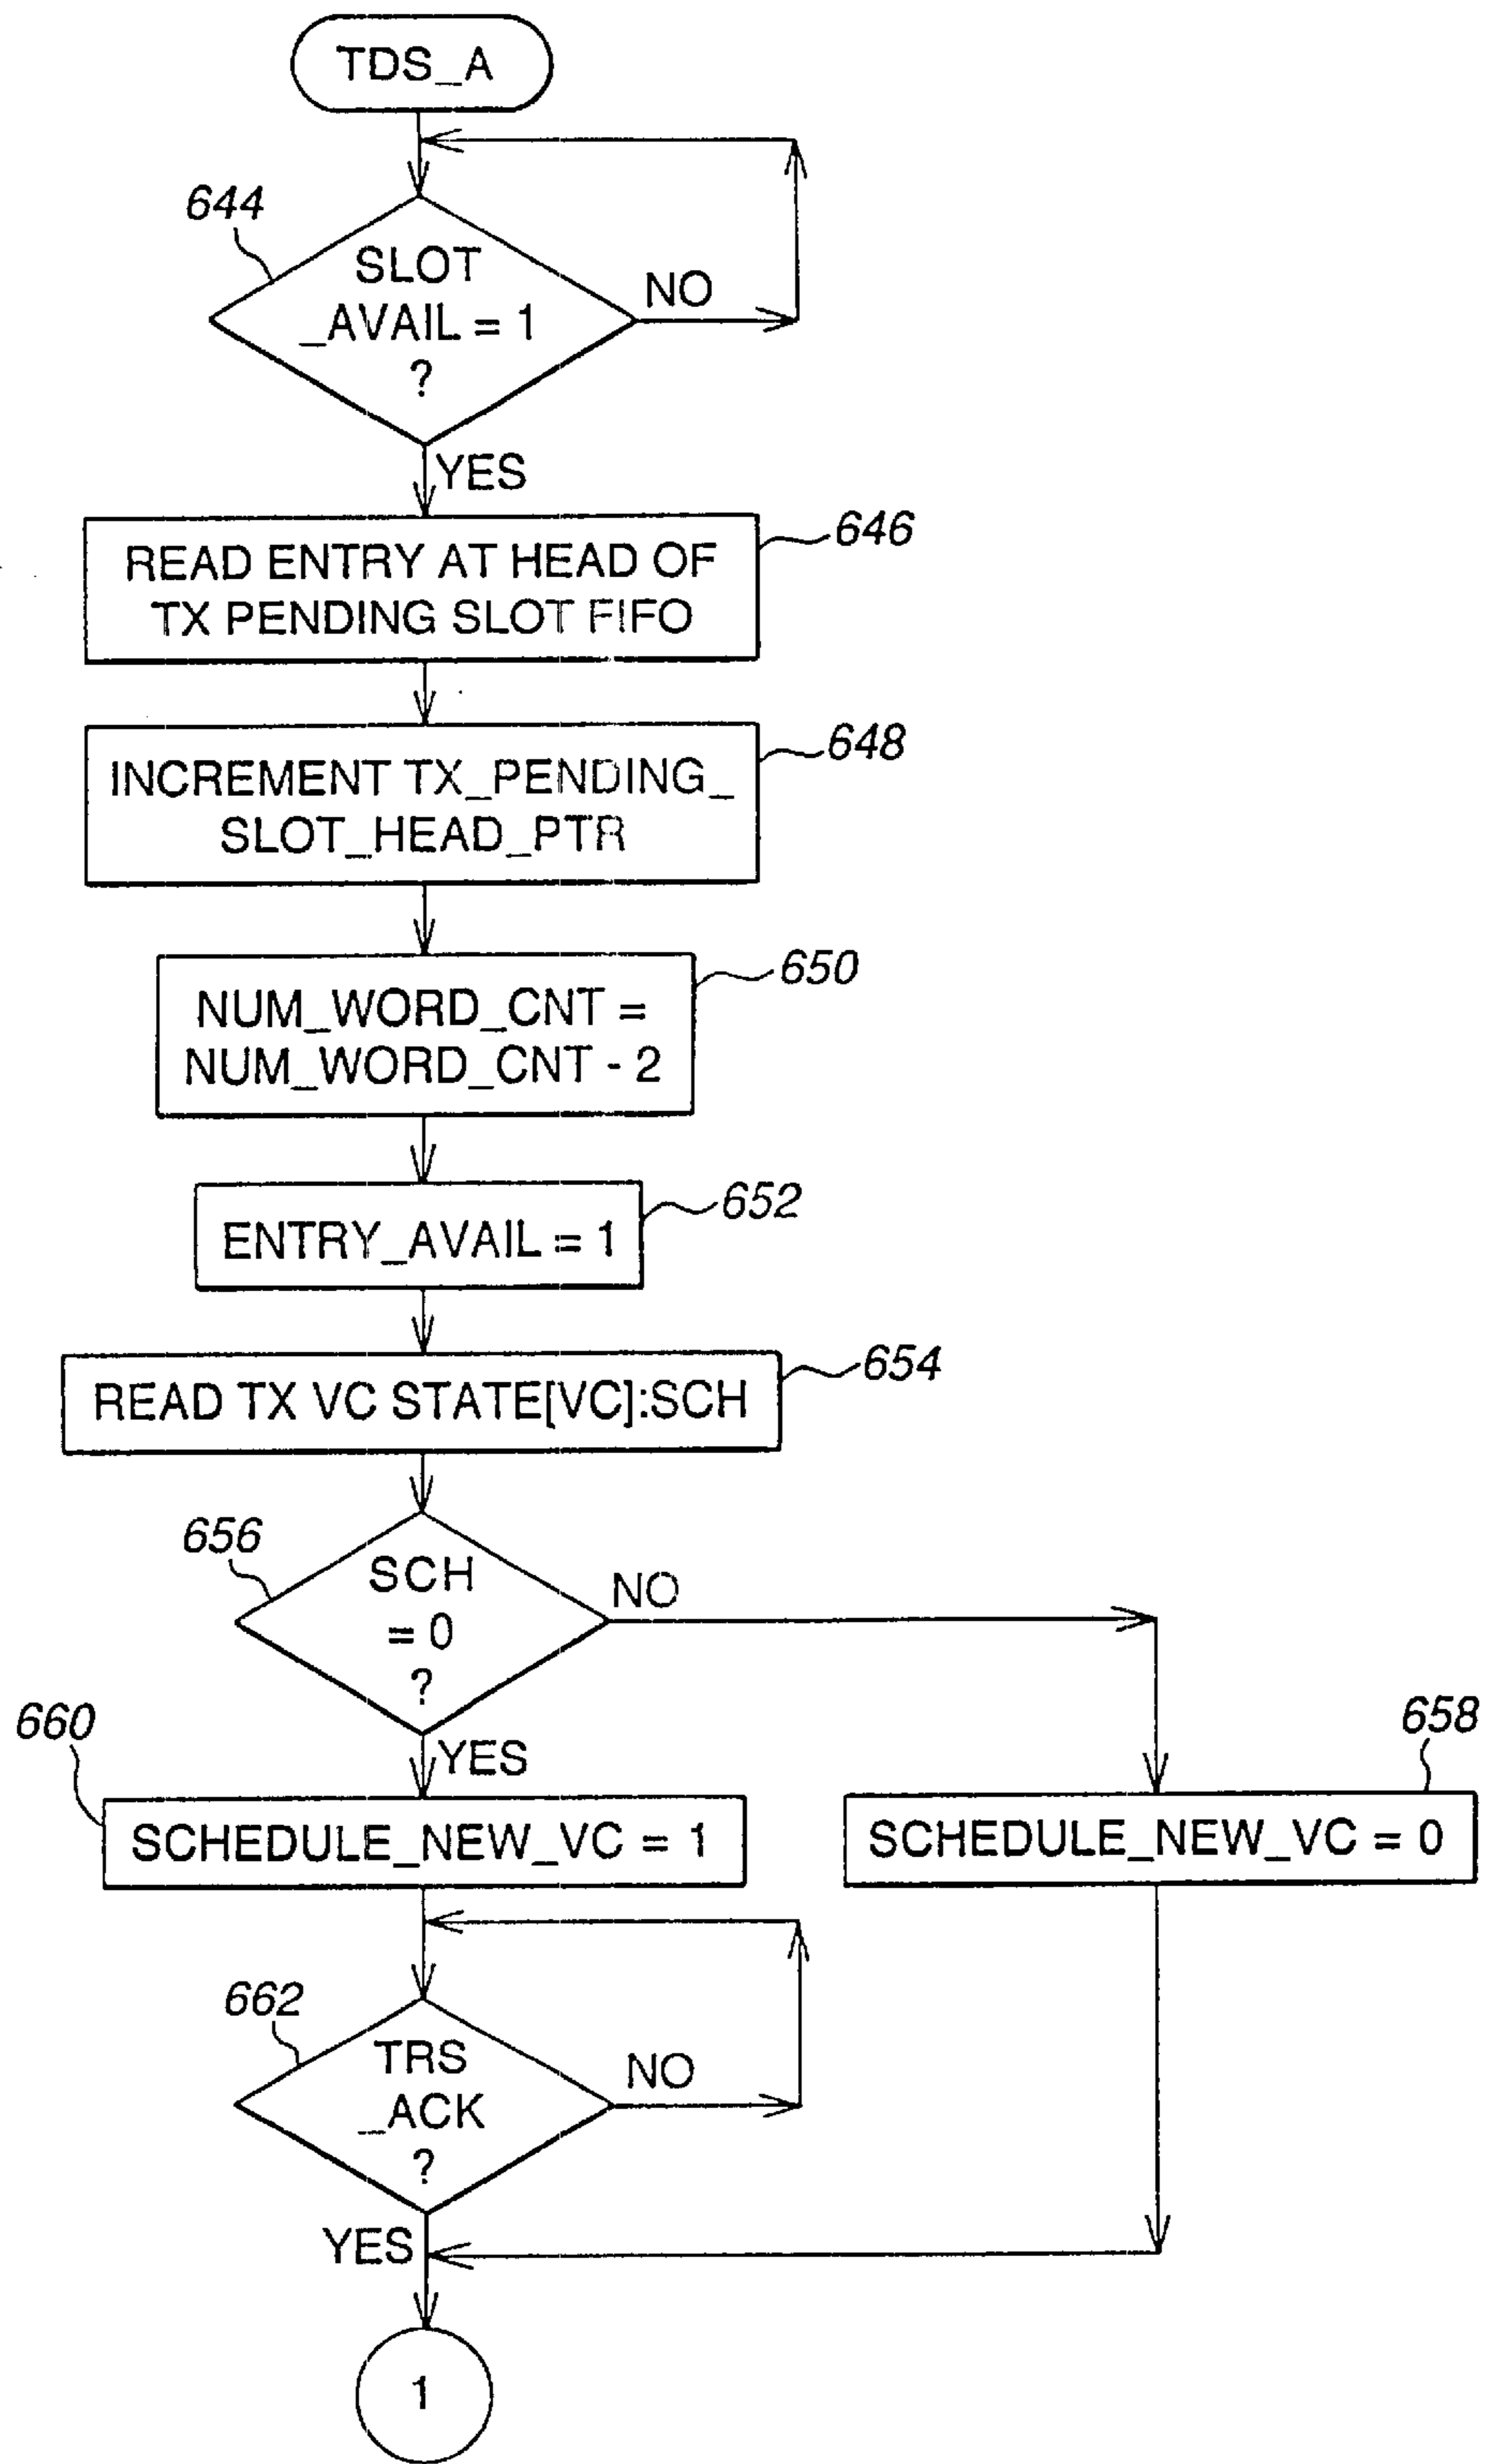 TDS_A
644
SLOT
_AVAIL = 1
?
NO
YES
READ ENTRY AT HEAD OF
TX PENDING SLOT FIFO
646
INCREMENT TX_PENDING_
SLOT_HEAD_PTR
648
NUM_WORD_CNT =
NUM_WORD_CNT - 2
650
ENTRY_AVAIL = 1
652
READ TX VC STATE[VC]:SCH
654
656
SCH
= 0
?
NO
YES
660
SCHEDULE_NEW_VC = 1
658
SCHEDULE_NEW_VC = 0
662
TRS
_ACK
?
NO
YES
1